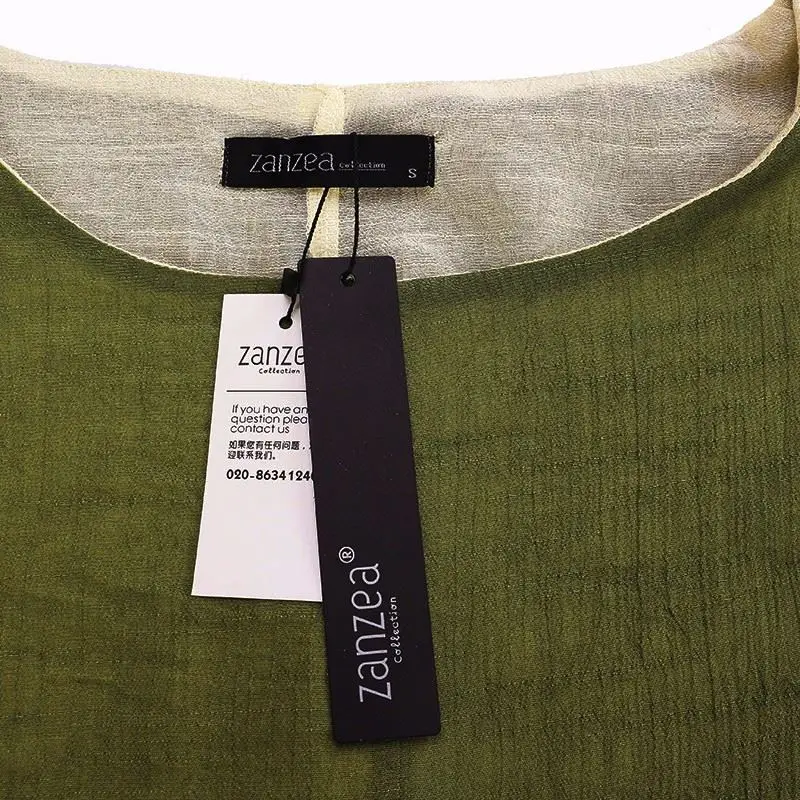 zanzea Collection
S
zanzea
Collection
If you have an
question plea
contact us
如果您有任何问题，
迎联系我们。
020-8634124
zanzea®
Collection